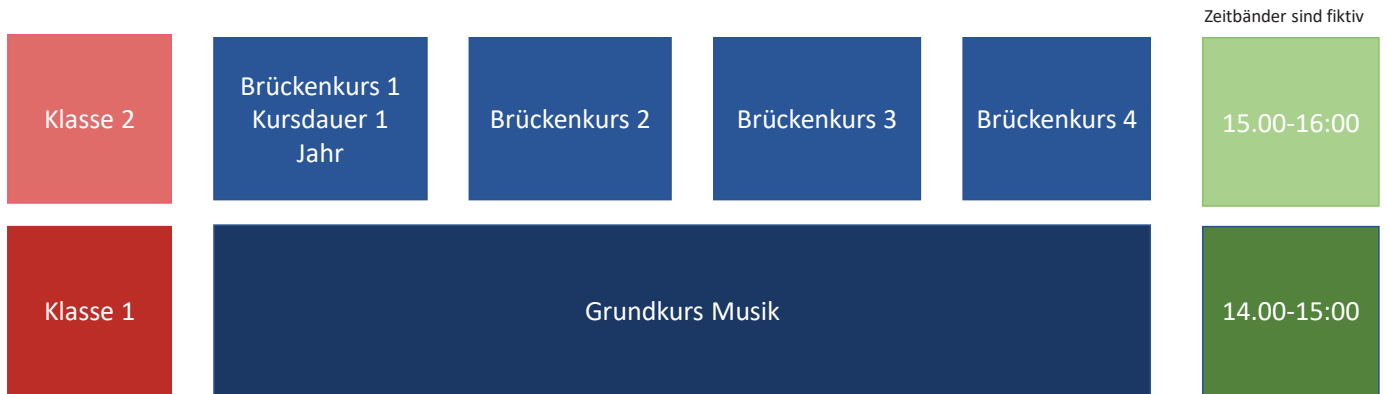 Zeitbänder sind fiktiv
Klasse 2
Brückenkurs 1
Kursdauer 1
Jahr
Brückenkurs 2
Brückenkurs 3
Brückenkurs 4
15.00-16:00
Klasse 1
Grundkurs Musik
14.00-15:00